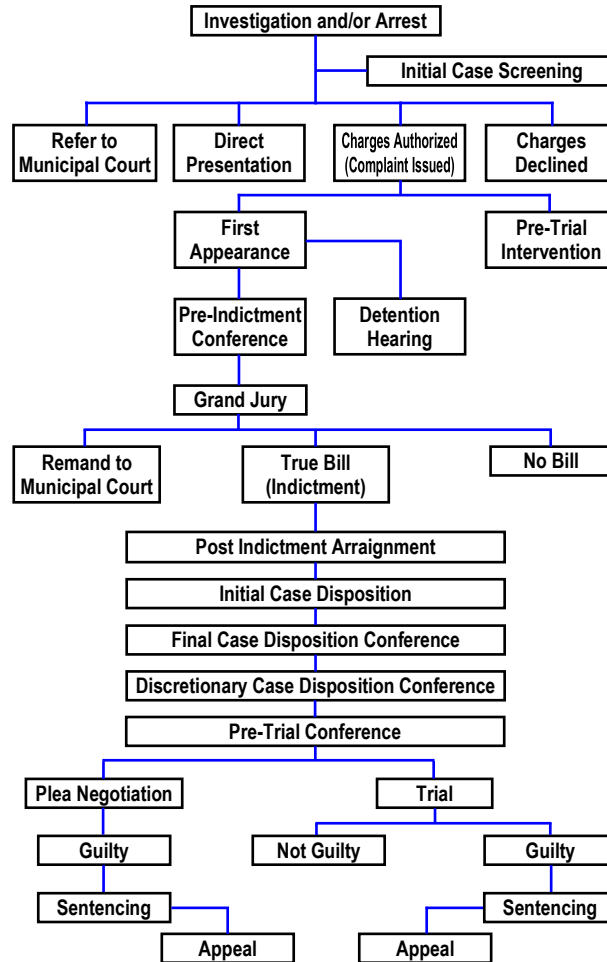 Investigation and/or Arrest
Initial Case Screening
Refer to
Municipal Court
Direct
Presentation
Charges Authorized
(Complaint Issued)
Charges
Declined
First
Appearance
Pre-Trial
Intervention
Pre-Indictment
Conference
Detention
Hearing
Grand Jury
Remand to
Municipal Court
True Bill
(Indictment)
No Bill
Post Indictment Arraignment
Initial Case Disposition
Final Case Disposition Conference
Discretionary Case Disposition Conference
Pre-Trial Conference
Plea Negotiation
Trial
Guilty
Not Guilty
Guilty
Sentencing
Sentencing
Appeal
Appeal